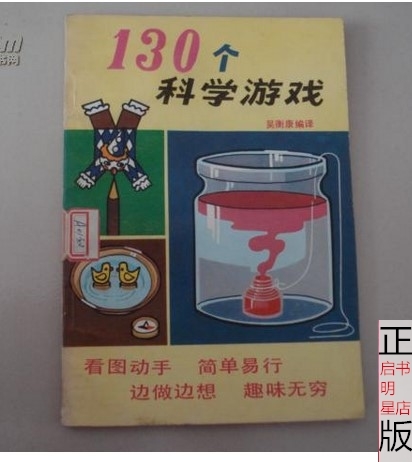 130个
科学游戏
吴衡康编译
看图动手 简单易行
边做边想 趣味无穷
正
启书
明
星店
版